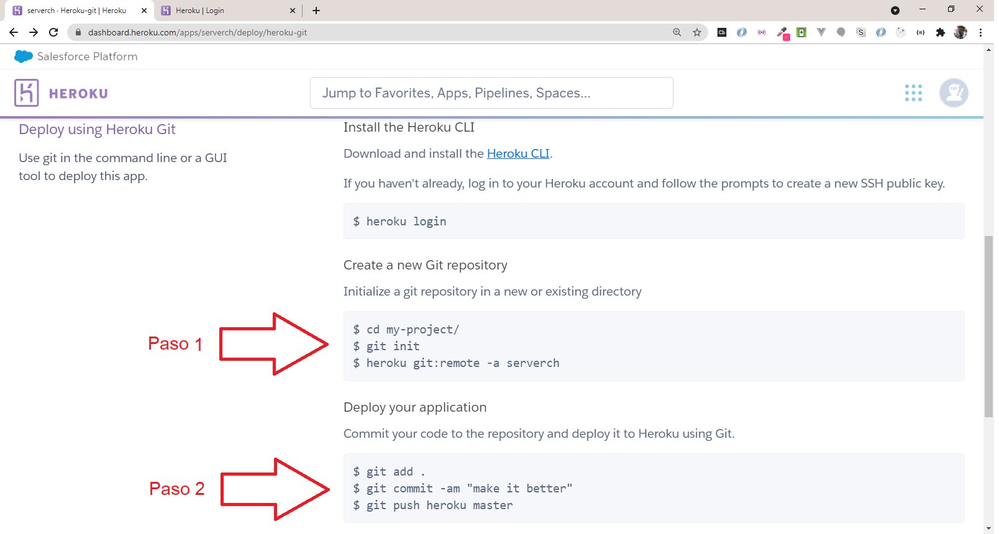 serverch · Heroku-git | Heroku
Heroku | Login
dashboard.heroku.com/apps/serverch/deploy/heroku-git
Cb
S
Salesforce Platform
HEROKU
Jump to Favorites, Apps, Pipelines, Spaces...
Deploy using Heroku Git
Use git in the command line or a GUI
tool to deploy this app.
Install the Heroku CLI
Download and install the Heroku CLI.
If you haven't already, log in to your Heroku account and follow the prompts to create a new SSH public key.
$ heroku login
Create a new Git repository
Initialize a git repository in a new or existing directory
Paso 1
$ cd my-project/
$ git init
$ heroku git:remote -a serverch
Deploy your application
Commit your code to the repository and deploy it to Heroku using Git.
Paso 2
$ git add .
$ git commit -am "make it better"
$ git push heroku master